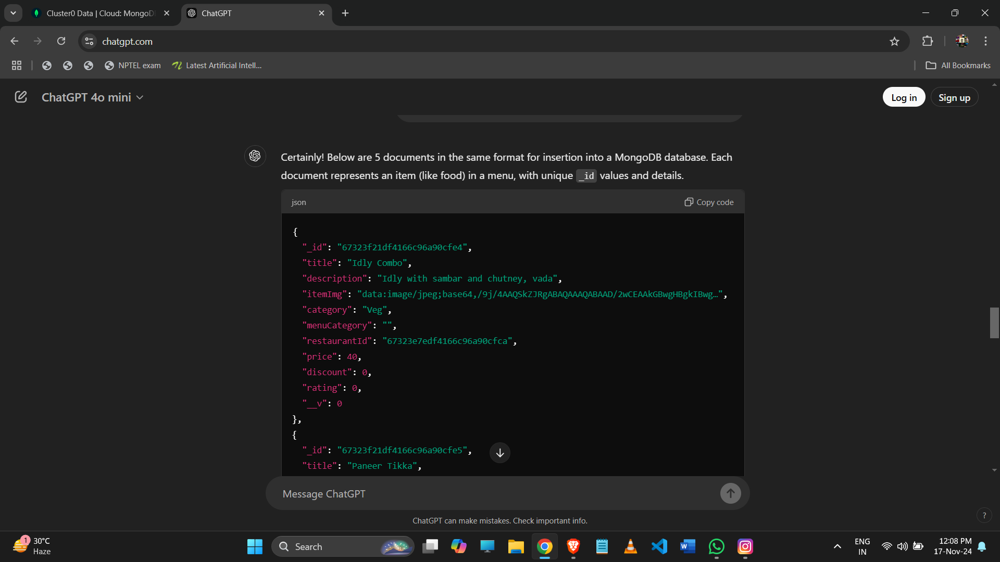 Cluster0 Data | Cloud: MongoD
ChatGPT
chatgpt.com
NPTEL exam
Latest Artificial Intell...
All Bookmarks
ChatGPT 4o mini
Log in
Sign up
Certainly! Below are 5 documents in the same format for insertion into a MongoDB database. Each
document represents an item (like food) in a menu, with unique _id values and details.
json
Copy code
{
"_id": "67323f21df4166c96a90cfe4",
"title": "Idly Combo",
"description": "Idly with sambar and chutney, vada",
"itemImg": "data:image/jpeg;base64,/9j/4AAQSkZJRgABAQAAAQABAAD/2wCEAAkGBwgHBgkIBwg…",
"category": "Veg",
"menuCategory": "",
"restaurantId": "67323e7edf4166c96a90cfca",
"price": 40,
"discount": 0,
"rating": 0,
"__v": 0
},
{
"_id": "67323f21df4166c96a90cfe5",
"title": "Paneer Tikka",
Message ChatGPT
ChatGPT can make mistakes. Check important info.
?
1
30°C
Haze
Search
W
ENG
IN
12:08 PM
17-Nov-24